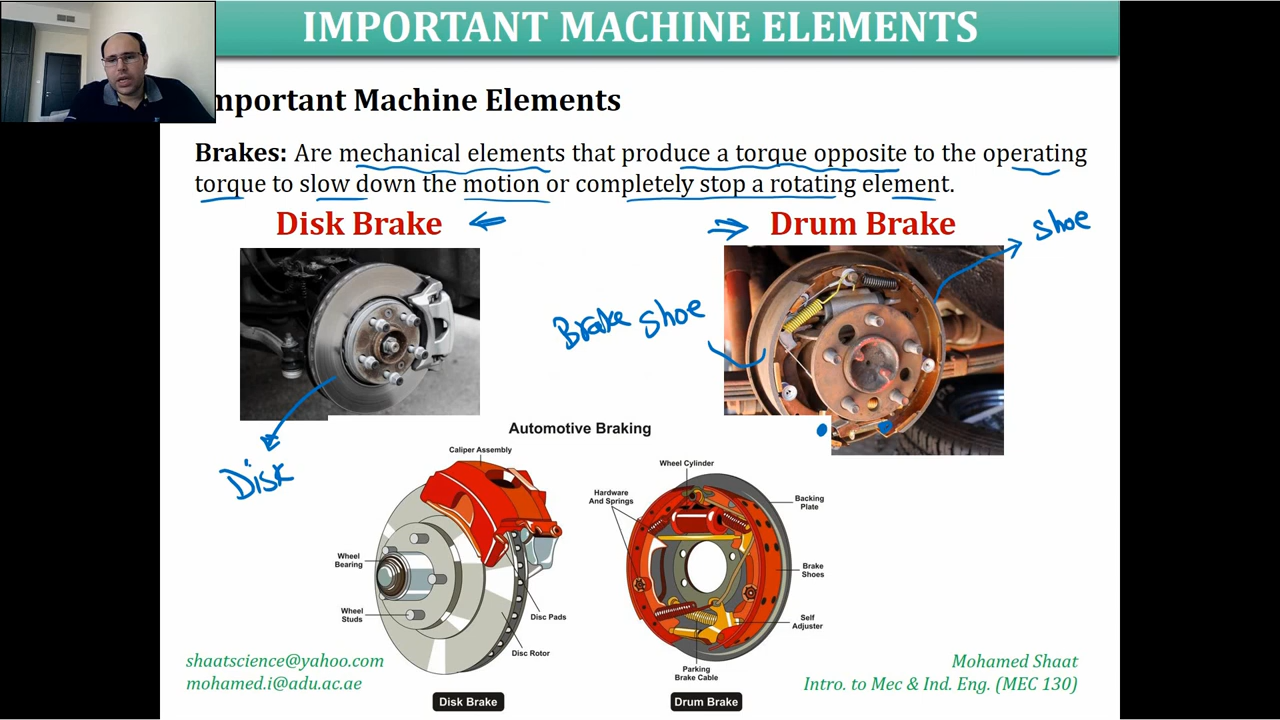 IMPORTANT MACHINE ELEMENTS
mportant Machine Elements
Brakes: Are mechanical elements that produce a torque opposite to the operating
torque to slow down the motion or completely stop a rotating element.
Disk Brake
Drum Brake
shoe
Brake shoe
Disk
Automotive Braking
Caliper Assembly
Wheel
Bearing
Wheel
Studs
Disc Pads
Disc Rotor
Disk Brake
Wheel Cylinder
Hardware
And Springs
Backing
Plate
Brake
Shoes
Self
Adjuster
Parking
Brake Cable
Drum Brake
shaatscience@yahoo.com
mohamed.i@adu.ac.ae
Mohamed Shaat
Intro. to Mec & Ind. Eng. (MEC 130)